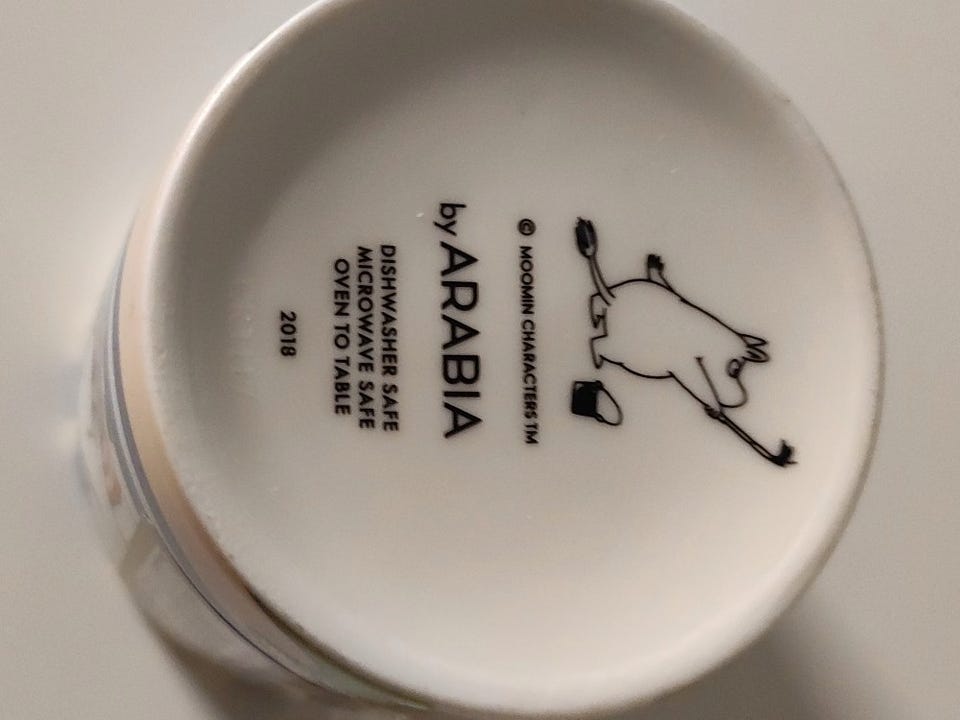 © MOOMIN CHARACTERS TM
by ARABIA
DISHWASHER SAFE
MICROWAVE SAFE
OVEN TO TABLE
2018